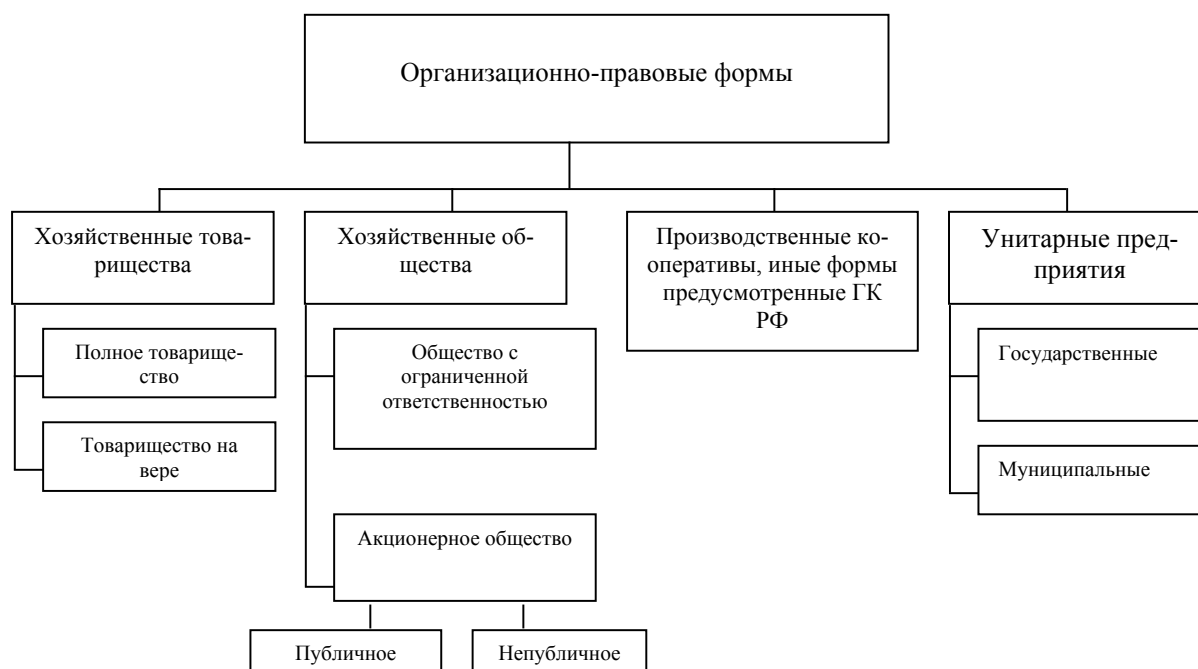 Организационно-правовые формы
Хозяйственные това-
рищества
Полное товарище-
ство
Товарищество на
вере
Хозяйственные об-
щества
Общество с
ограниченной
ответственностью
Акционерное общество
Публичное
Непубличное
Производственные ко-
оперативы, иные формы
предусмотренные ГК
РФ
Унитарные пред-
приятия
Государственные
Муниципальные